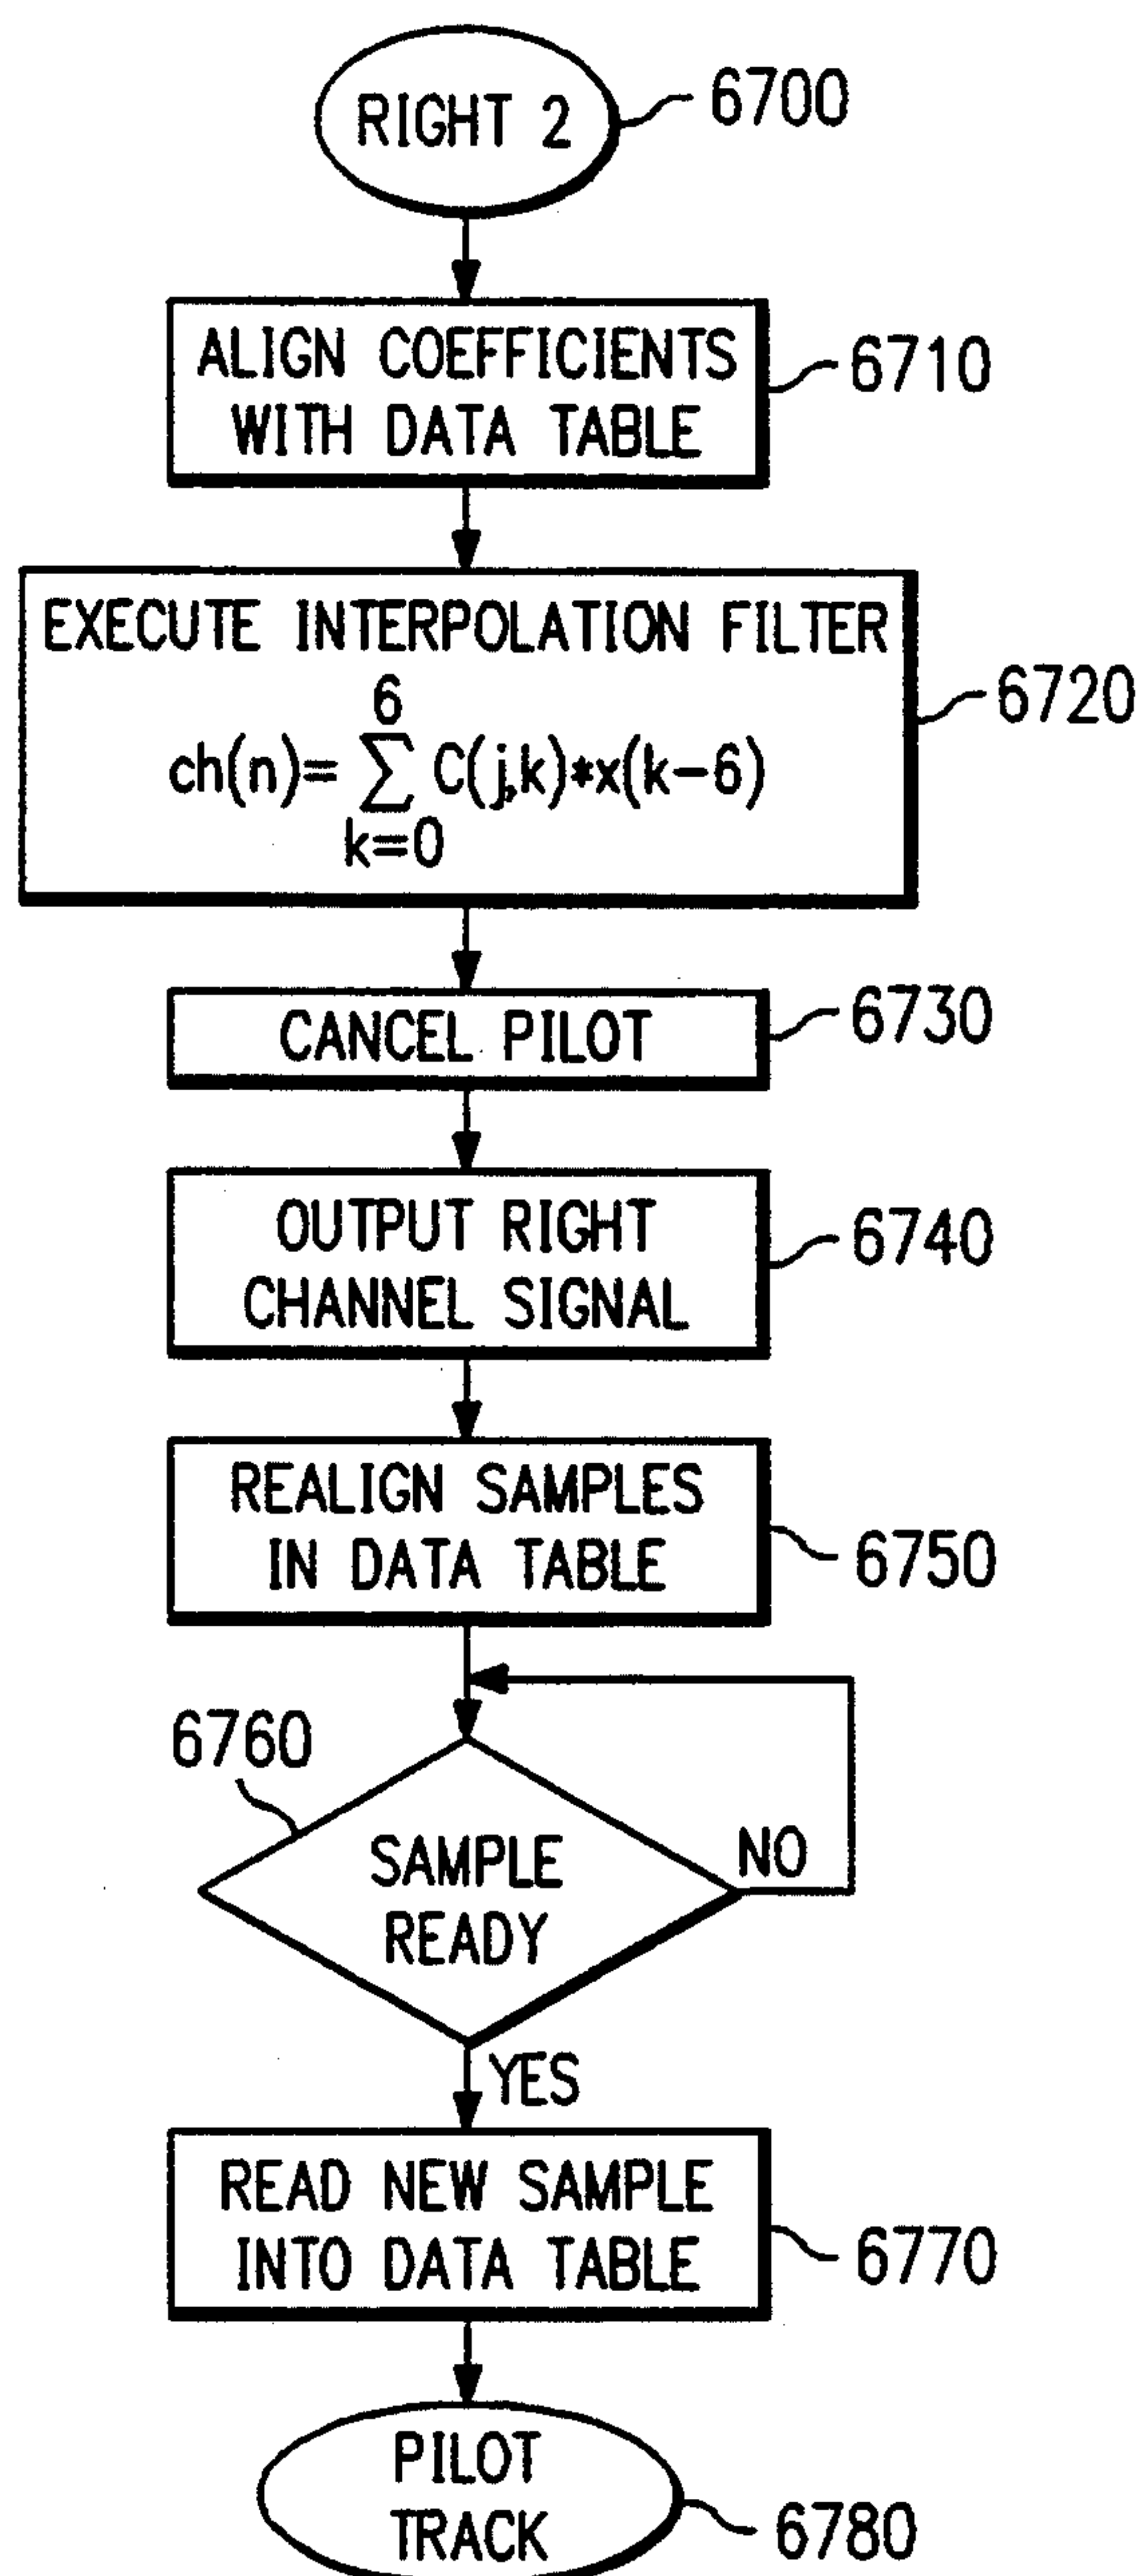 RIGHT 2
6700
ALIGN COEFFICIENTS
WITH DATA TABLE
6710
EXECUTE INTERPOLATION FILTER
6
ch(n)= ∑ C(j,k)*x(k-6)
k=0
6720
CANCEL PILOT
6730
OUTPUT RIGHT
CHANNEL SIGNAL
6740
REALIGN SAMPLES
IN DATA TABLE
6750
6760
SAMPLE
READY
NO
YES
READ NEW SAMPLE
INTO DATA TABLE
6770
PILOT
TRACK
6780